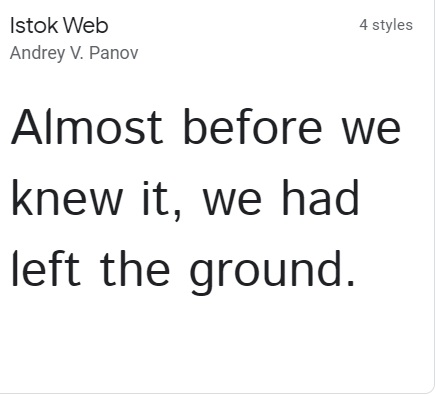 Istok Web
4 styles
Andrey V. Panov
Almost before we
knew it, we had
left the ground.